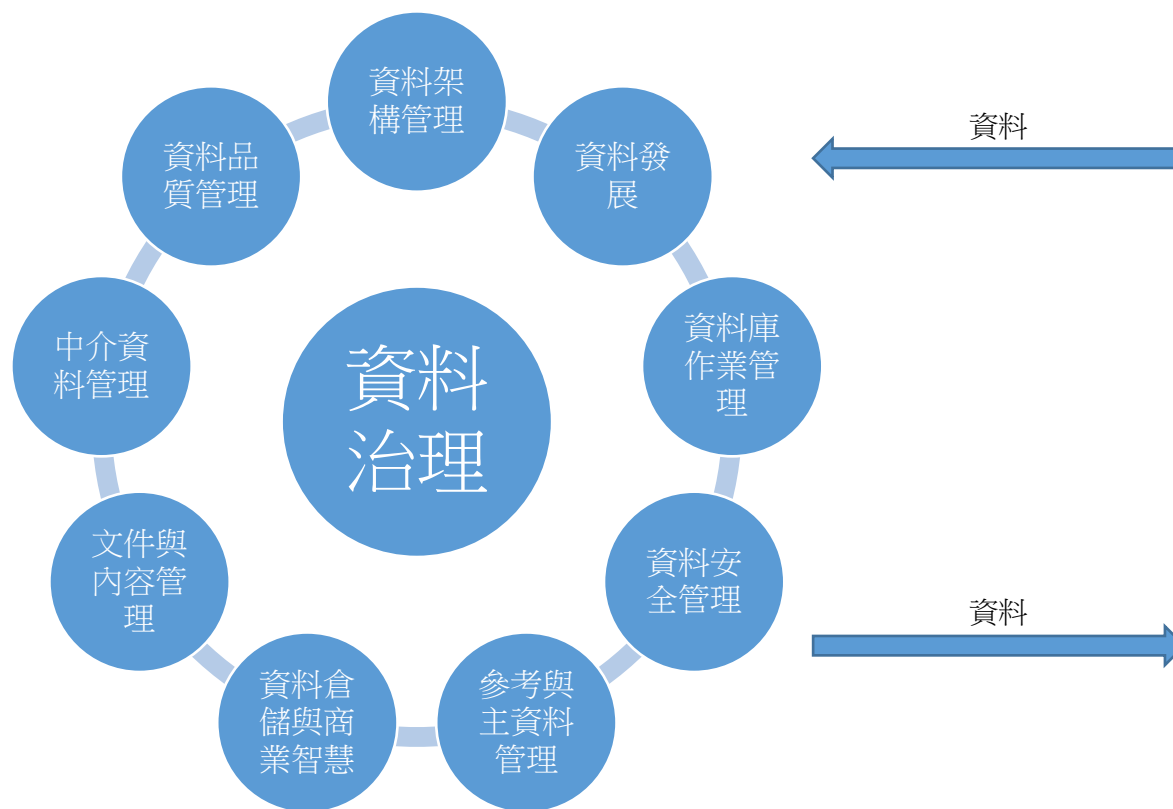 資料架
構管理
資料發
展
資料庫
作業管
理
資料安
全管理
參考與
主資料
管理
資料倉
儲與商
業智慧
文件與
內容管
理
中介資
料管理
資料品
質管理
資料
治理
資料
資料